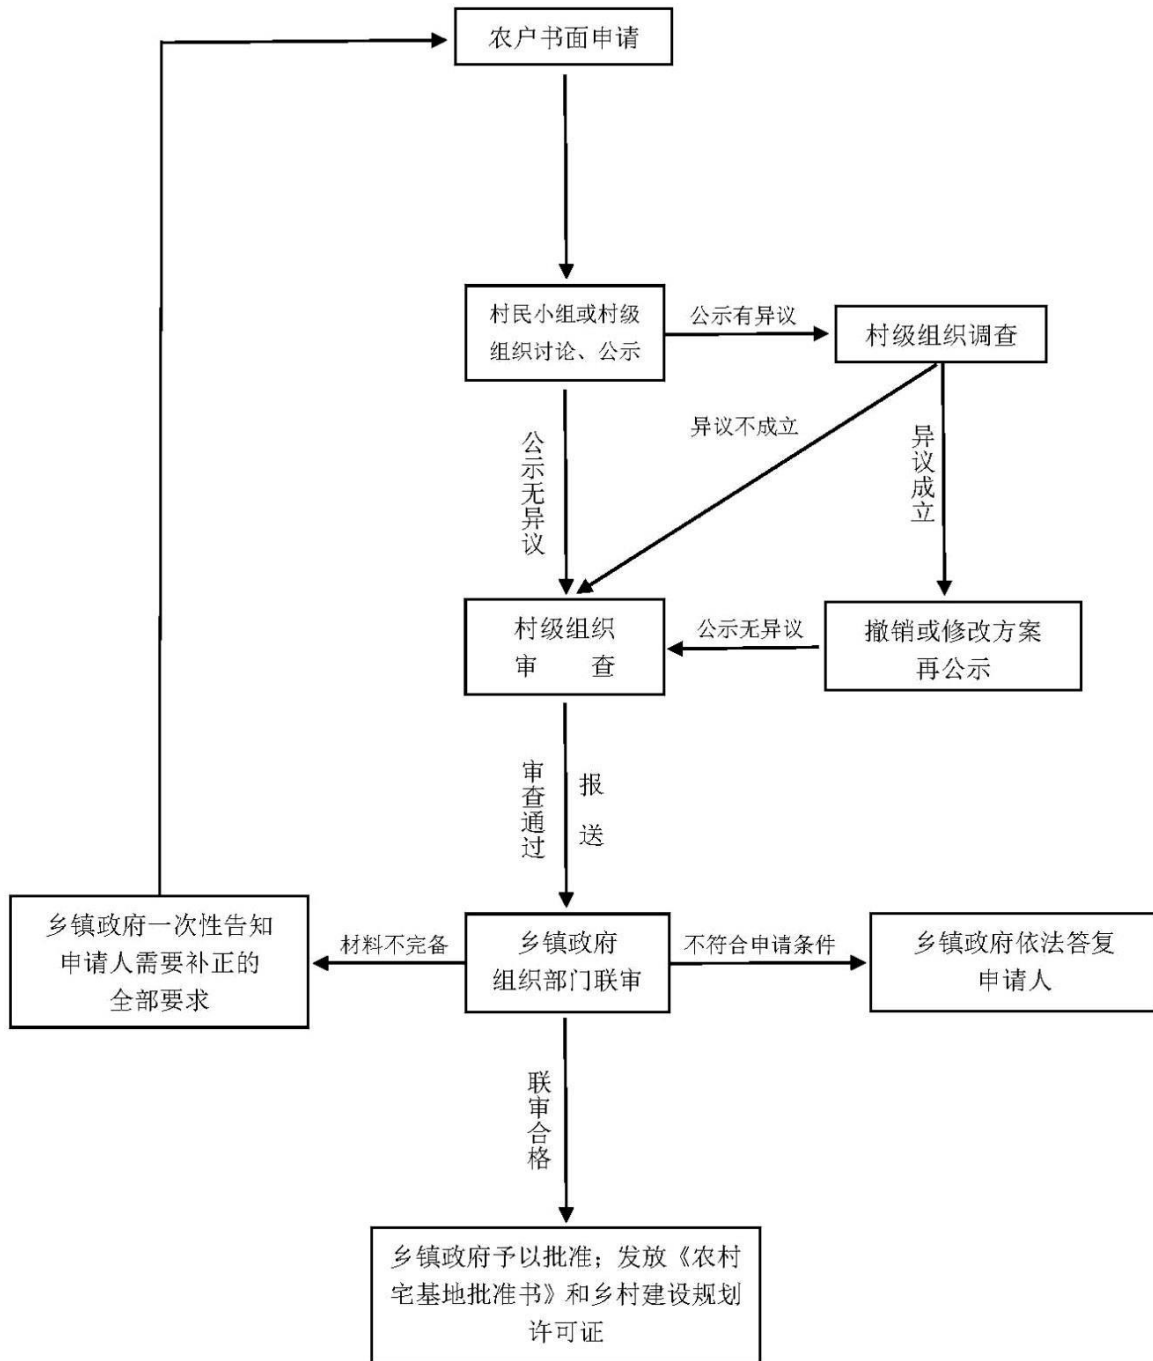 农户书面申请
村民小组或村级
组织讨论、公示
公示有异议
村级组织调查
公示无异议
异议不成立
异议成立
村级组织
审 查
公示无异议
撤销或修改方案
再公示
审查通过
报 送
乡镇政府一次性告知
申请人需要补正的
全部要求
材料不完备
乡镇政府
组织部门联审
不符合申请条件
乡镇政府依法答复
申请人
联审合格
乡镇政府予以批准；发放《农村
宅基地批准书》和乡村建设规划
许可证